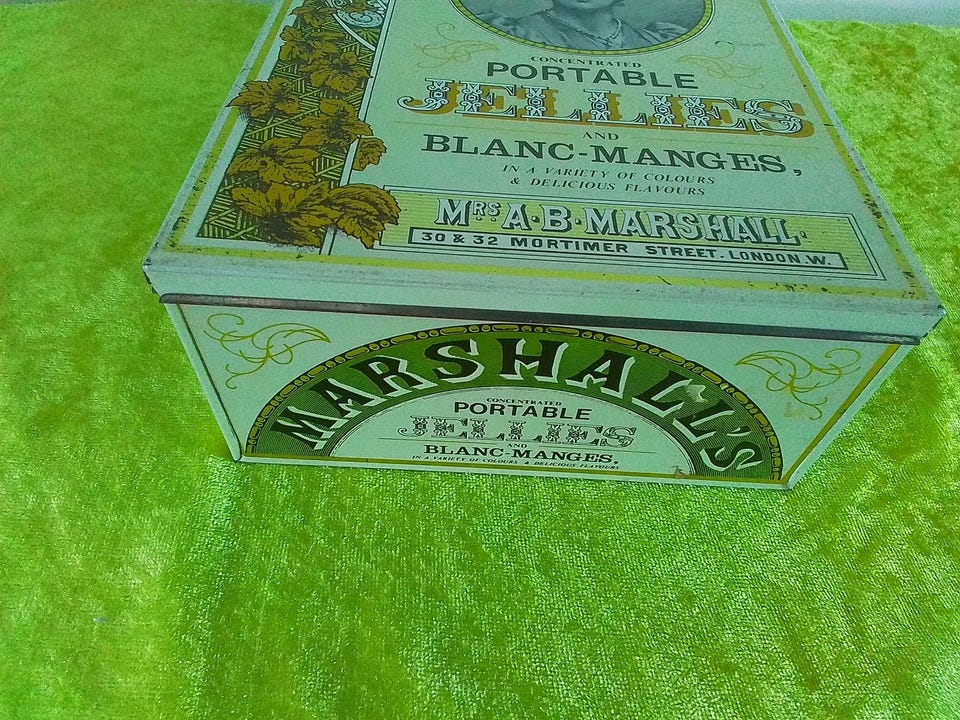 CONCENTRATED
PORTABLE
JELLIES
AND
BLANC-MANGES,
IN A VARIETY OF COLOURS
& DELICIOUS FLAVOURS
MRS A·B·MARSHALL·
30 & 32 MORTIMER STREET. LONDON. W.
MARSHALL'S
CONCENTRATED
PORTABLE
JELLIES
AND
BLANC-MANGES,
IN A VARIETY OF COLOURS & DELICIOUS FLAVOURS